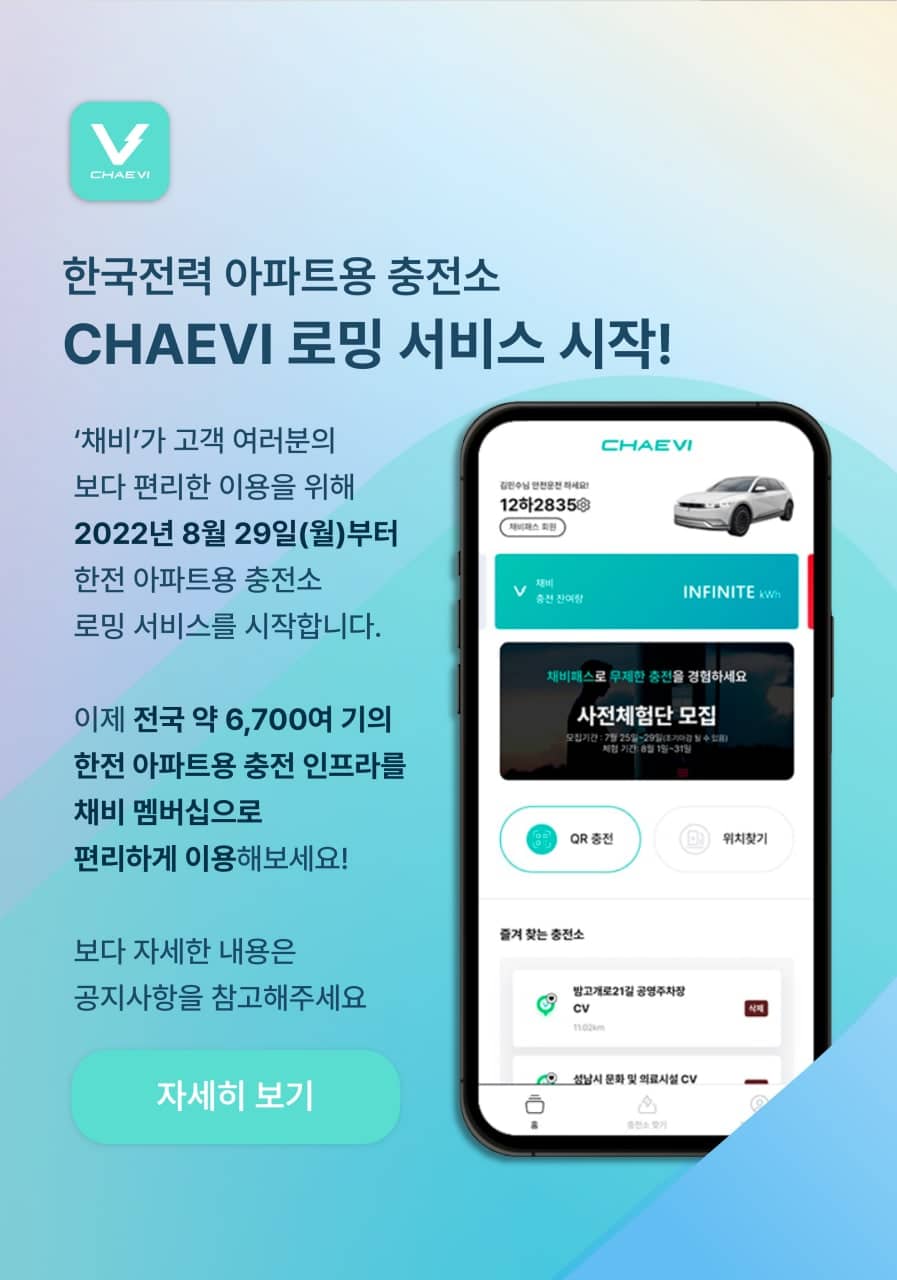 CHAEVI
한국전력 아파트용 충전소
CHAEVI 로밍 서비스 시작!
‘채비’가 고객 여러분의
보다 편리한 이용을 위해
2022년 8월 29일(월)부터
한전 아파트용 충전소
로밍 서비스를 시작합니다.
이제 전국 약 6,700여 기의
한전 아파트용 충전 인프라를
채비 멤버십으로
편리하게 이용해보세요!
보다 자세한 내용은
공지사항을 참고해주세요
자세히 보기
CHAEVI
김민수님 안전운전 하세요!
12하2835
채비패스 회원
채비
충전 잔여량
INFINITE kWh
채비패스로 무제한 충전을 경험하세요
사전체험단 모집
모집기간 : 7월 25일~29일(조기마감 될 수 있음)
체험 기간: 8월 1일~31일
QR 충전
위치찾기
즐겨 찾는 충전소
밤고개로21길 공영주차장
CV
삭제
11.02km
성남시 문화 및 의료시설 CV
홈
충전소 찾기